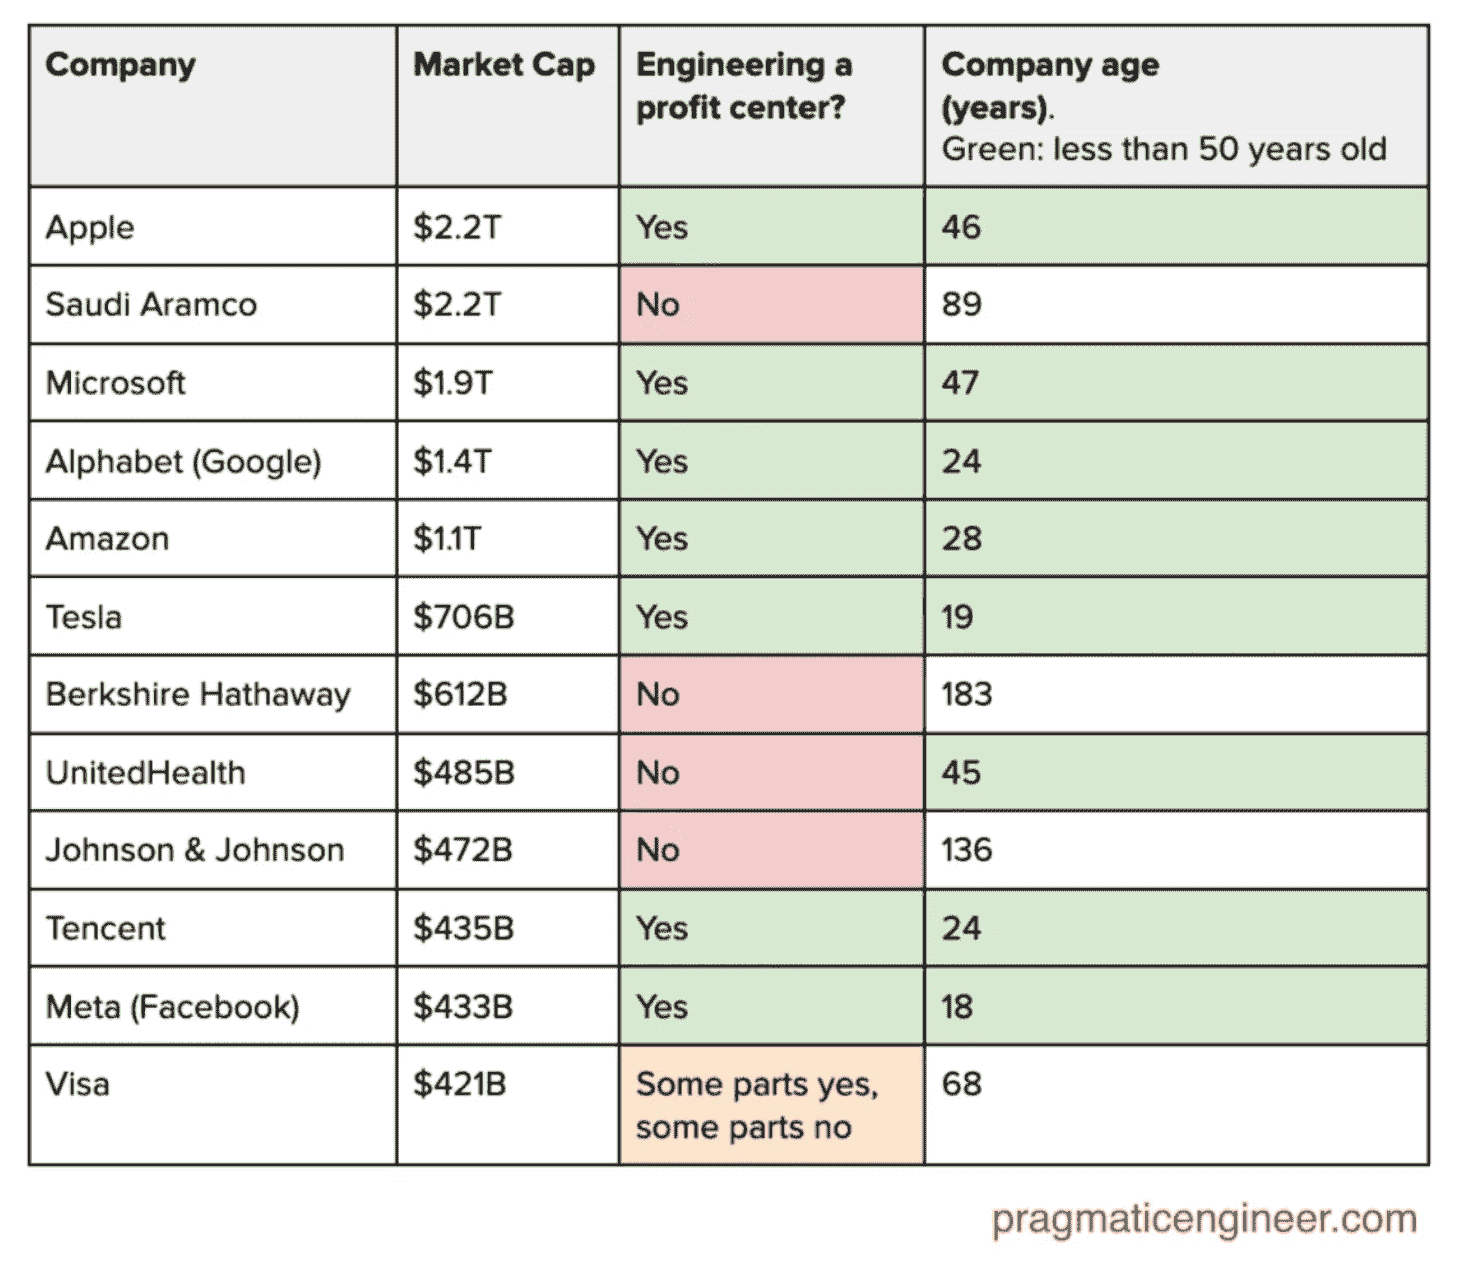 Company Market Cap Engineering a profit center? Company age (years). Green: less than 50 years old
Apple $2.2T Yes 46
Saudi Aramco $2.2T No 89
Microsoft $1.9T Yes 47
Alphabet (Google) $1.4T Yes 24
Amazon $1.1T Yes 28
Tesla $706B Yes 19
Berkshire Hathaway $612B No 183
UnitedHealth $485B No 45
Johnson & Johnson $472B No 136
Tencent $435B Yes 24
Meta (Facebook) $433B Yes 18
Visa $421B Some parts yes, some parts no 68
pragmaticengineer.com